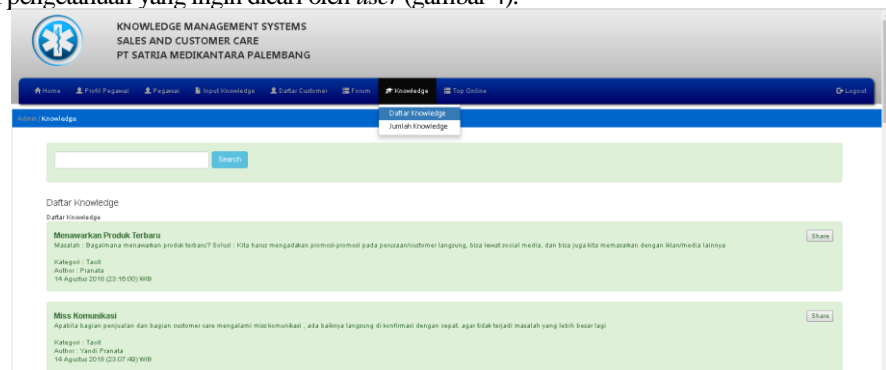 pengetahuan yang ingin dicari oleh user (gambar 4).
KNOWLEDGE MANAGEMENT SYSTEMS
SALES AND CUSTOMER CARE
PT SATRIA MEDIKANTARA PALEMBANG
Home Profil Pegawai Pegawai Input Knowledge Daftar Customer Forum Knowledge Top Online Logout
Admin / Knowledge
Daftar Knowledge
Jumlah Knowledge
Search
Daftar Knowledge
Daftar Knowledge
Menawarkan Produk Terbaru
Share
Masalah : Bagaimana menawarkan produk terbaru? Solusi : Kita harus mengadakan promosi-promosi pada perusaan/customer langsung, bisa lewat social media, dan bisa juga kita memasarkan dengan iklan/media lainnya
Kategori : Tacit
Author : Pranata
14 Agustus 2018 (23:16:00) WIB
Miss Komunikasi
Share
Apabila bagian penjualan dan bagian customer care mengalami miss komunikasi , ada baiknya langsung di konfirmasi dengan cepat. agar tidak terjadi masalah yang lebih besar lagi
Kategori : Tacit
Author : Yandi Pranata
14 Agustus 2018 (23:07:49) WIB